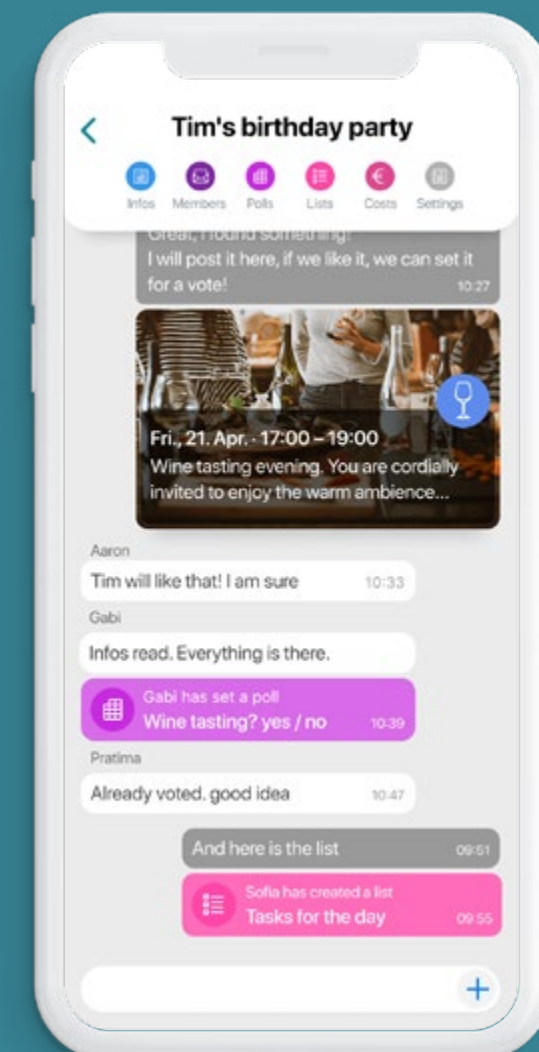 Tim's birthday party
Infos Members Polls Lists Costs Settings
Great, I found something!
I will post it here, if we like it, we can set it
for a vote! 10:27
Fri., 21. Apr. · 17:00 – 19:00
Wine tasting evening. You are cordially
invited to enjoy the warm ambience...
Aaron
Tim will like that! I am sure 10:33
Gabi
Infos read. Everything is there.
Gabi has set a poll
Wine tasting? yes / no 10:39
Pratima
Already voted. good idea 10:47
And here is the list 09:51
Sofia has created a list
Tasks for the day 09:55